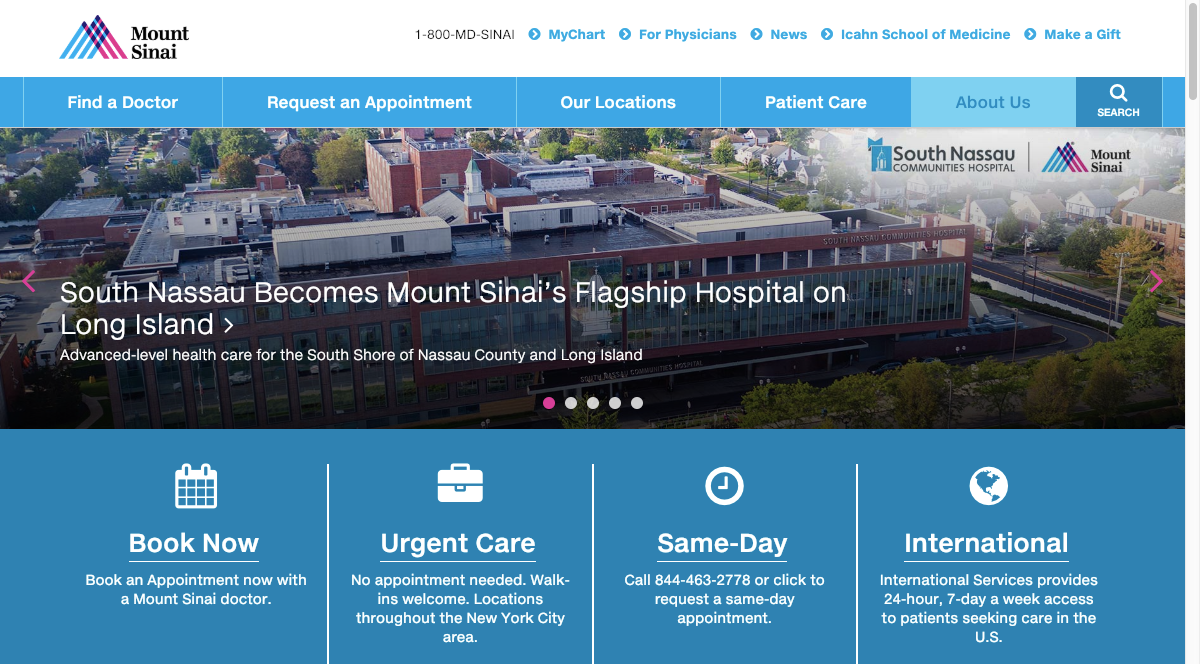 Mount
Sinai
1-800-MD-SINAI MyChart For Physicians News Icahn School of Medicine Make a Gift
Find a Doctor Request an Appointment Our Locations Patient Care About Us SEARCH
South Nassau
COMMUNITIES HOSPITAL
Mount
Sinai
SOUTH NASSAU COMMUNITIES HOSPITAL
South Nassau Becomes Mount Sinai’s Flagship Hospital on
Long Island
Advanced-level health care for the South Shore of Nassau County and Long Island
SOUTH NASSAU COMMUNITIES HOSPITAL
Book Now
Book an Appointment now with
a Mount Sinai doctor.
Urgent Care
No appointment needed. Walk-
ins welcome. Locations
throughout the New York City
area.
Same-Day
Call 844-463-2778 or click to
request a same-day
appointment.
International
International Services provides
24-hour, 7-day a week access
to patients seeking care in the
U.S.